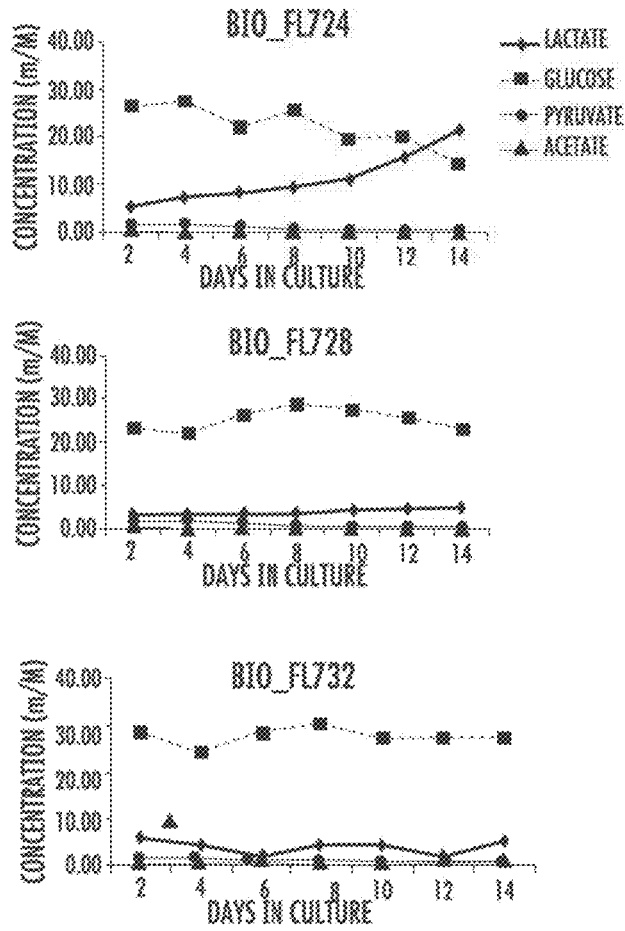 BIO_FL724
CONCENTRATION (m/M)
40.00
30.00
20.00
10.00
0.00
2 4 6 8 10 12 14
DAYS IN CULTURE
LACTATE
GLUCOSE
PYRUVATE
ACETATE
BIO_FL728
CONCENTRATION (m/M)
40.00
30.00
20.00
10.00
0.00
2 4 6 8 10 12 14
DAYS IN CULTURE
BIO_FL732
CONCENTRATION (m/M)
40.00
30.00
20.00
10.00
0.00
2 4 6 8 10 12 14
DAYS IN CULTURE